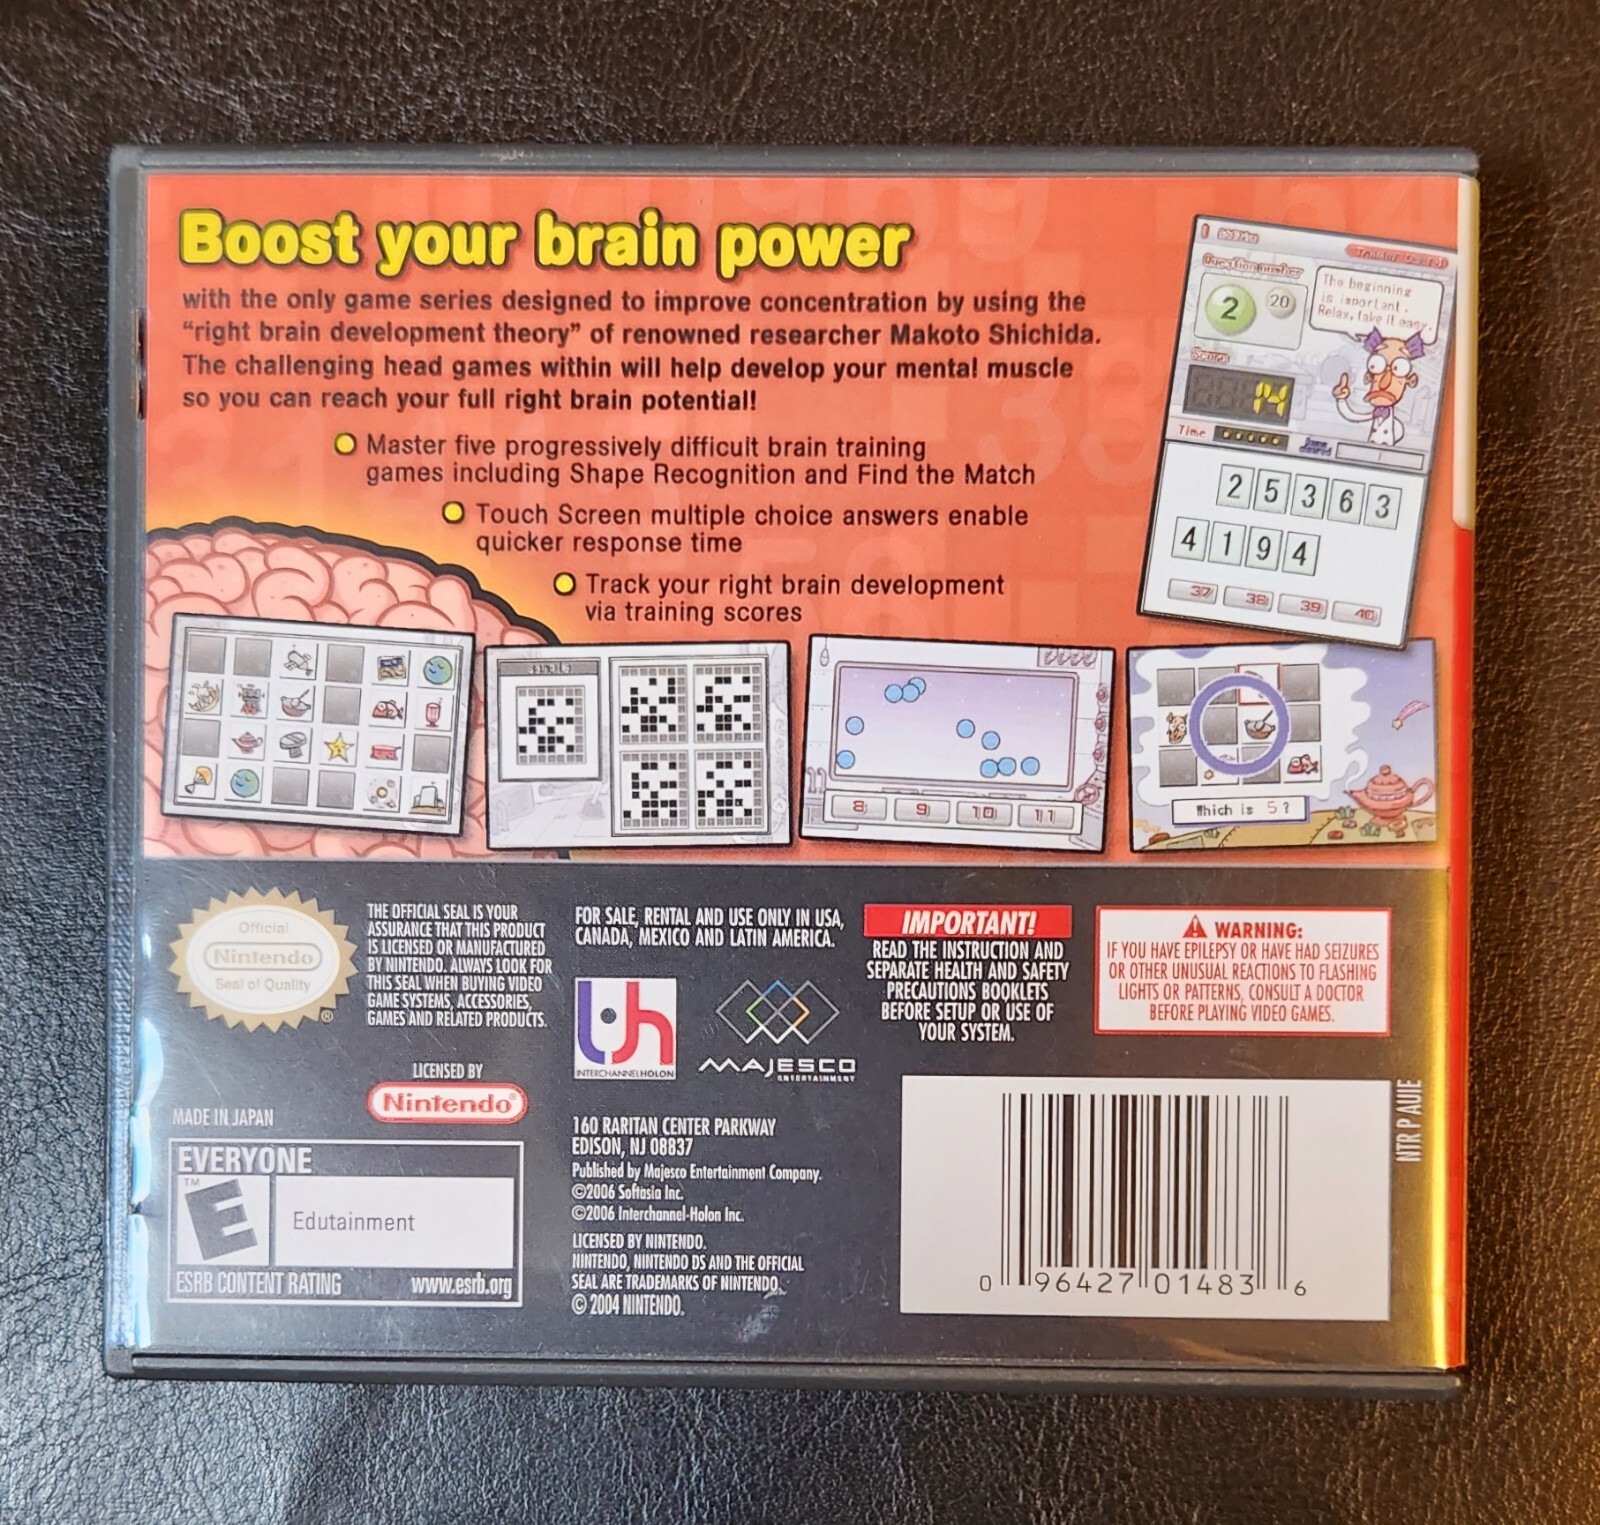 Boost your brain power
with the only game series designed to improve concentration by using the
“right brain development theory” of renowned researcher Makoto Shichida.
The challenging head games within will help develop your mental muscle
so you can reach your full right brain potential!
Master five progressively difficult brain training
games including Shape Recognition and Find the Match
Touch Screen multiple choice answers enable
quicker response time
Track your right brain development
via training scores
Question number
2 20
The beginning
is important.
Relax, take it easy.
Score
14
Time
2 5 3 6 3
4 1 9 4
37 38 39 40
8 9 10 11
Which is 5?
Official
Nintendo
Seal of Quality
®
THE OFFICIAL SEAL IS YOUR
ASSURANCE THAT THIS PRODUCT
IS LICENSED OR MANUFACTURED
BY NINTENDO. ALWAYS LOOK FOR
THIS SEAL WHEN BUYING VIDEO
GAME SYSTEMS, ACCESSORIES,
GAMES AND RELATED PRODUCTS.
LICENSED BY
Nintendo®
MADE IN JAPAN
EVERYONE
E™
Edutainment
ESRB CONTENT RATING www.esrb.org
FOR SALE, RENTAL AND USE ONLY IN USA,
CANADA, MEXICO AND LATIN AMERICA.
INTERCHANNEL HOLON
MAJESCO
ENTERTAINMENT
160 RARITAN CENTER PARKWAY
EDISON, NJ 08837
Published by Majesco Entertainment Company.
©2006 Softasia Inc.
©2006 Interchannel-Holon Inc.
LICENSED BY NINTENDO.
NINTENDO, NINTENDO DS AND THE OFFICIAL
SEAL ARE TRADEMARKS OF NINTENDO.
© 2004 NINTENDO.
IMPORTANT!
READ THE INSTRUCTION AND
SEPARATE HEALTH AND SAFETY
PRECAUTIONS BOOKLETS
BEFORE SETUP OR USE OF
YOUR SYSTEM.
WARNING:
IF YOU HAVE EPILEPSY OR HAVE HAD SEIZURES
OR OTHER UNUSUAL REACTIONS TO FLASHING
LIGHTS OR PATTERNS, CONSULT A DOCTOR
BEFORE PLAYING VIDEO GAMES.
NTR P AUIE
0 96427 01483 6